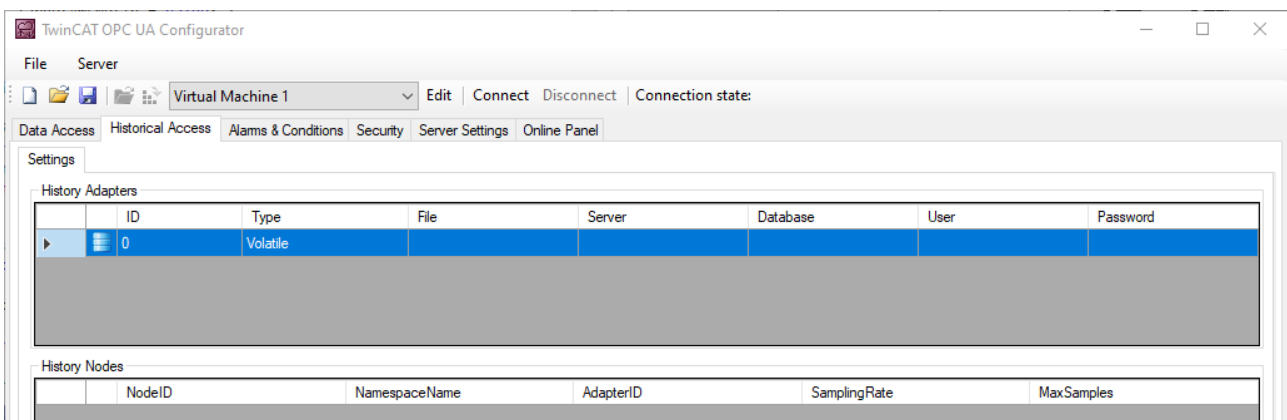 TwinCAT OPC UA Configurator
File Server
Virtual Machine 1 Edit Connect Disconnect Connection state:
Data Access Historical Access Alarms & Conditions Security Server Settings Online Panel
Settings
History Adapters
ID Type File Server Database User Password
0 Volatile
History Nodes
NodeID NamespaceName AdapterID SamplingRate MaxSamples